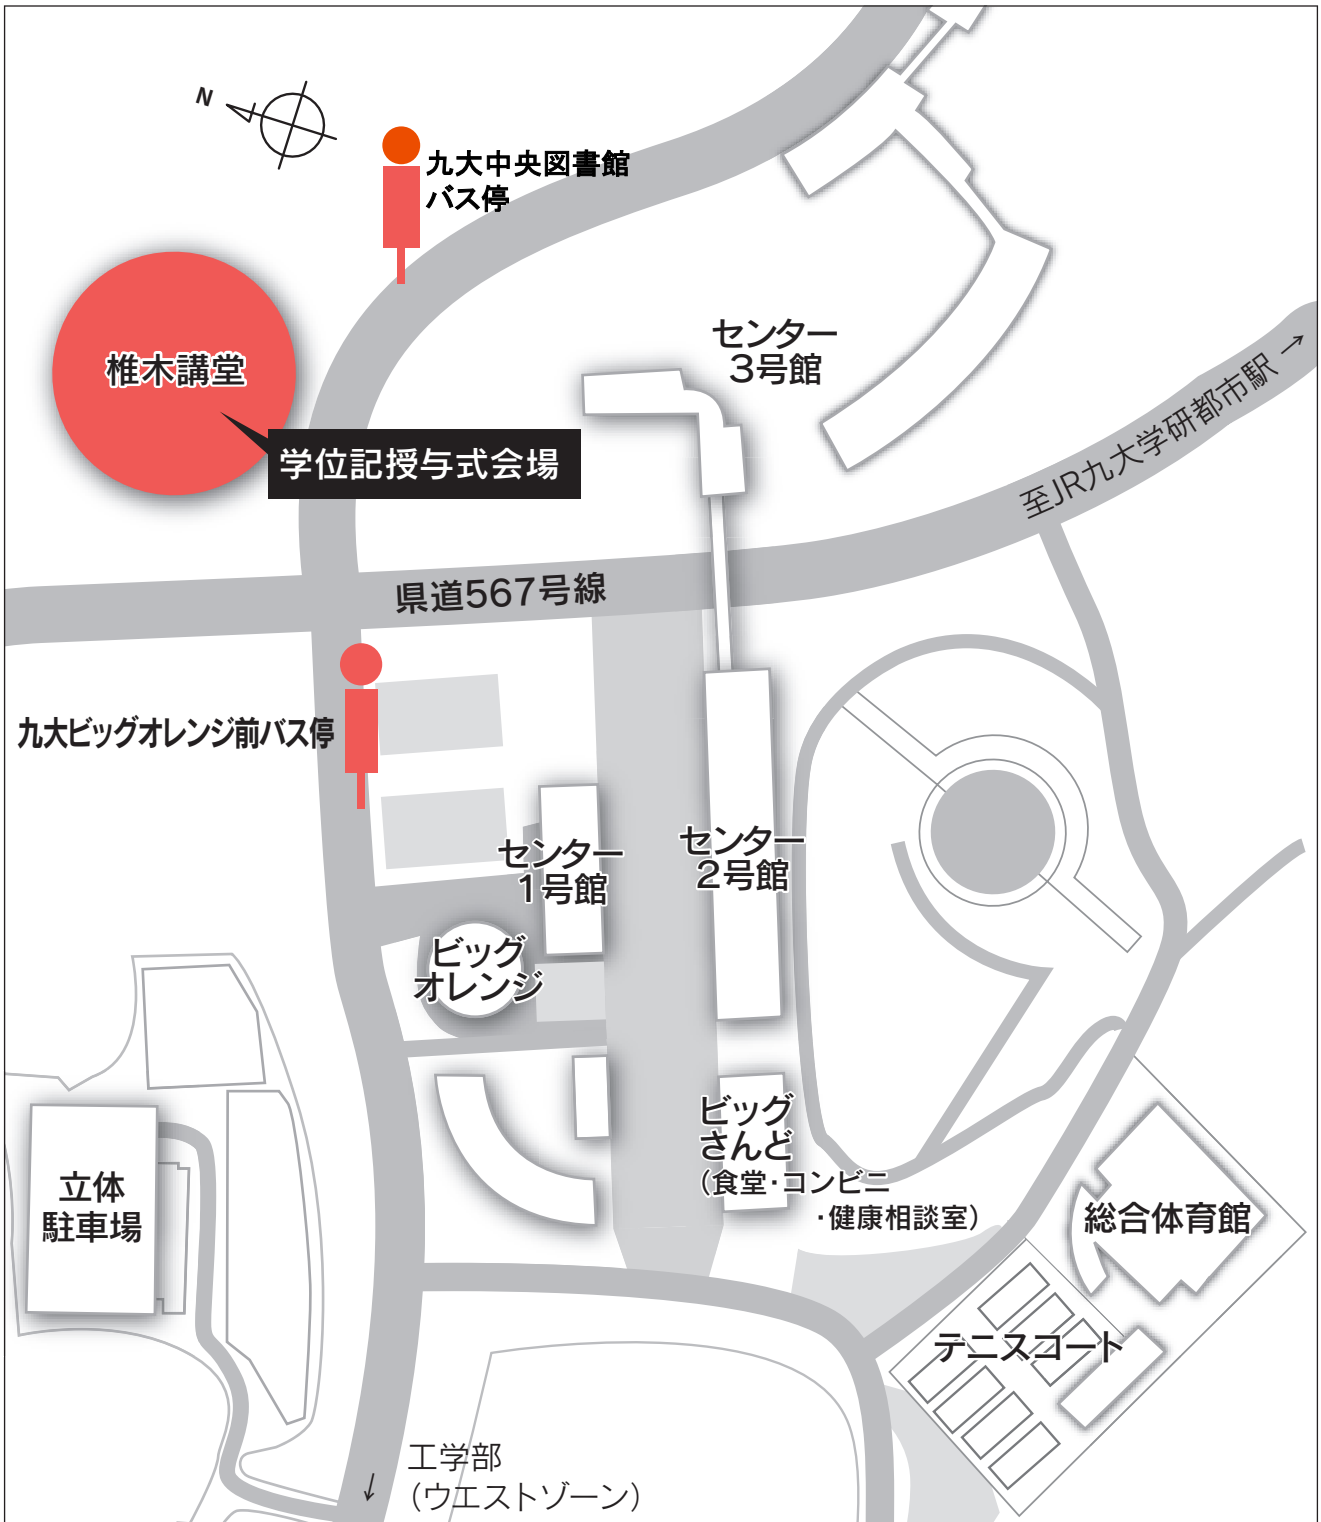 N
九大中央図書館
バス停
椎木講堂
学位記授与式会場
センター
3号館
至JR九大学研都市駅 →
県道567号線
九大ビッグオレンジ前バス停
センター
1号館
センター
2号館
ビッグ
オレンジ
ビッグ
さんど
（食堂・コンビニ
・健康相談室）
立体
駐車場
総合体育館
テニスコート
工学部
↓（ウエストゾーン）